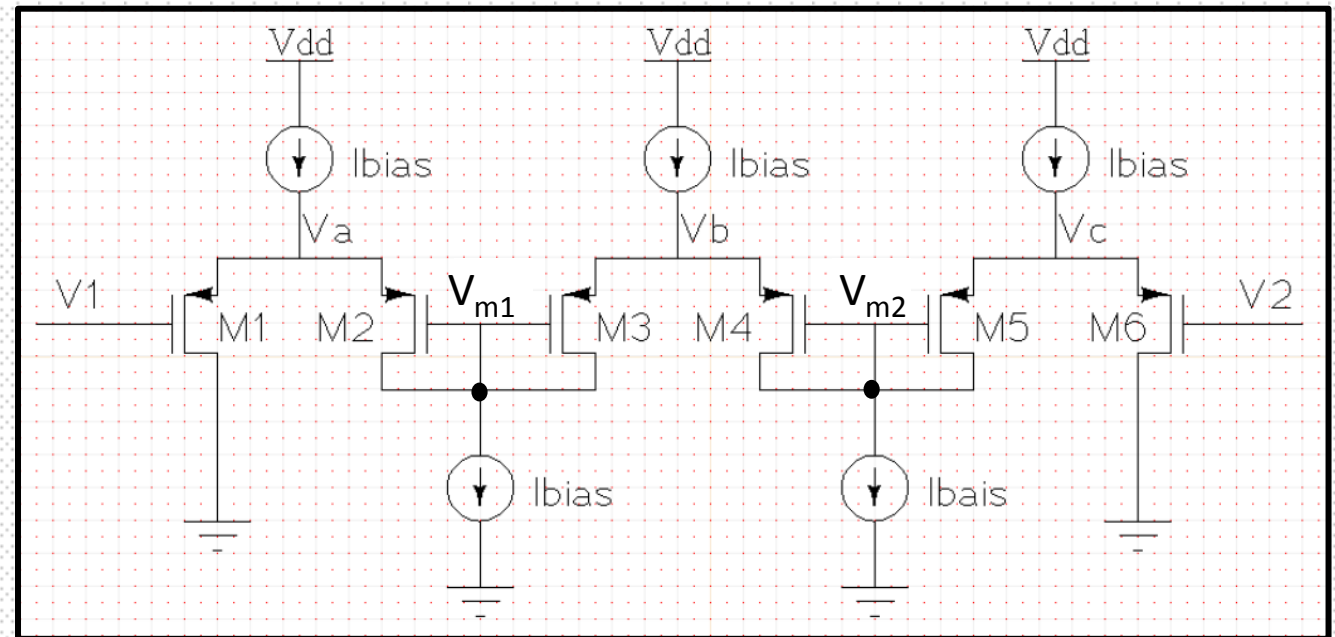 Vdd Vdd Vdd
Ibias Ibias Ibias
Va Vb Vc
V1 Vm1 Vm2 V2
M1 M2 M3 M4 M5 M6
Ibias Ibais